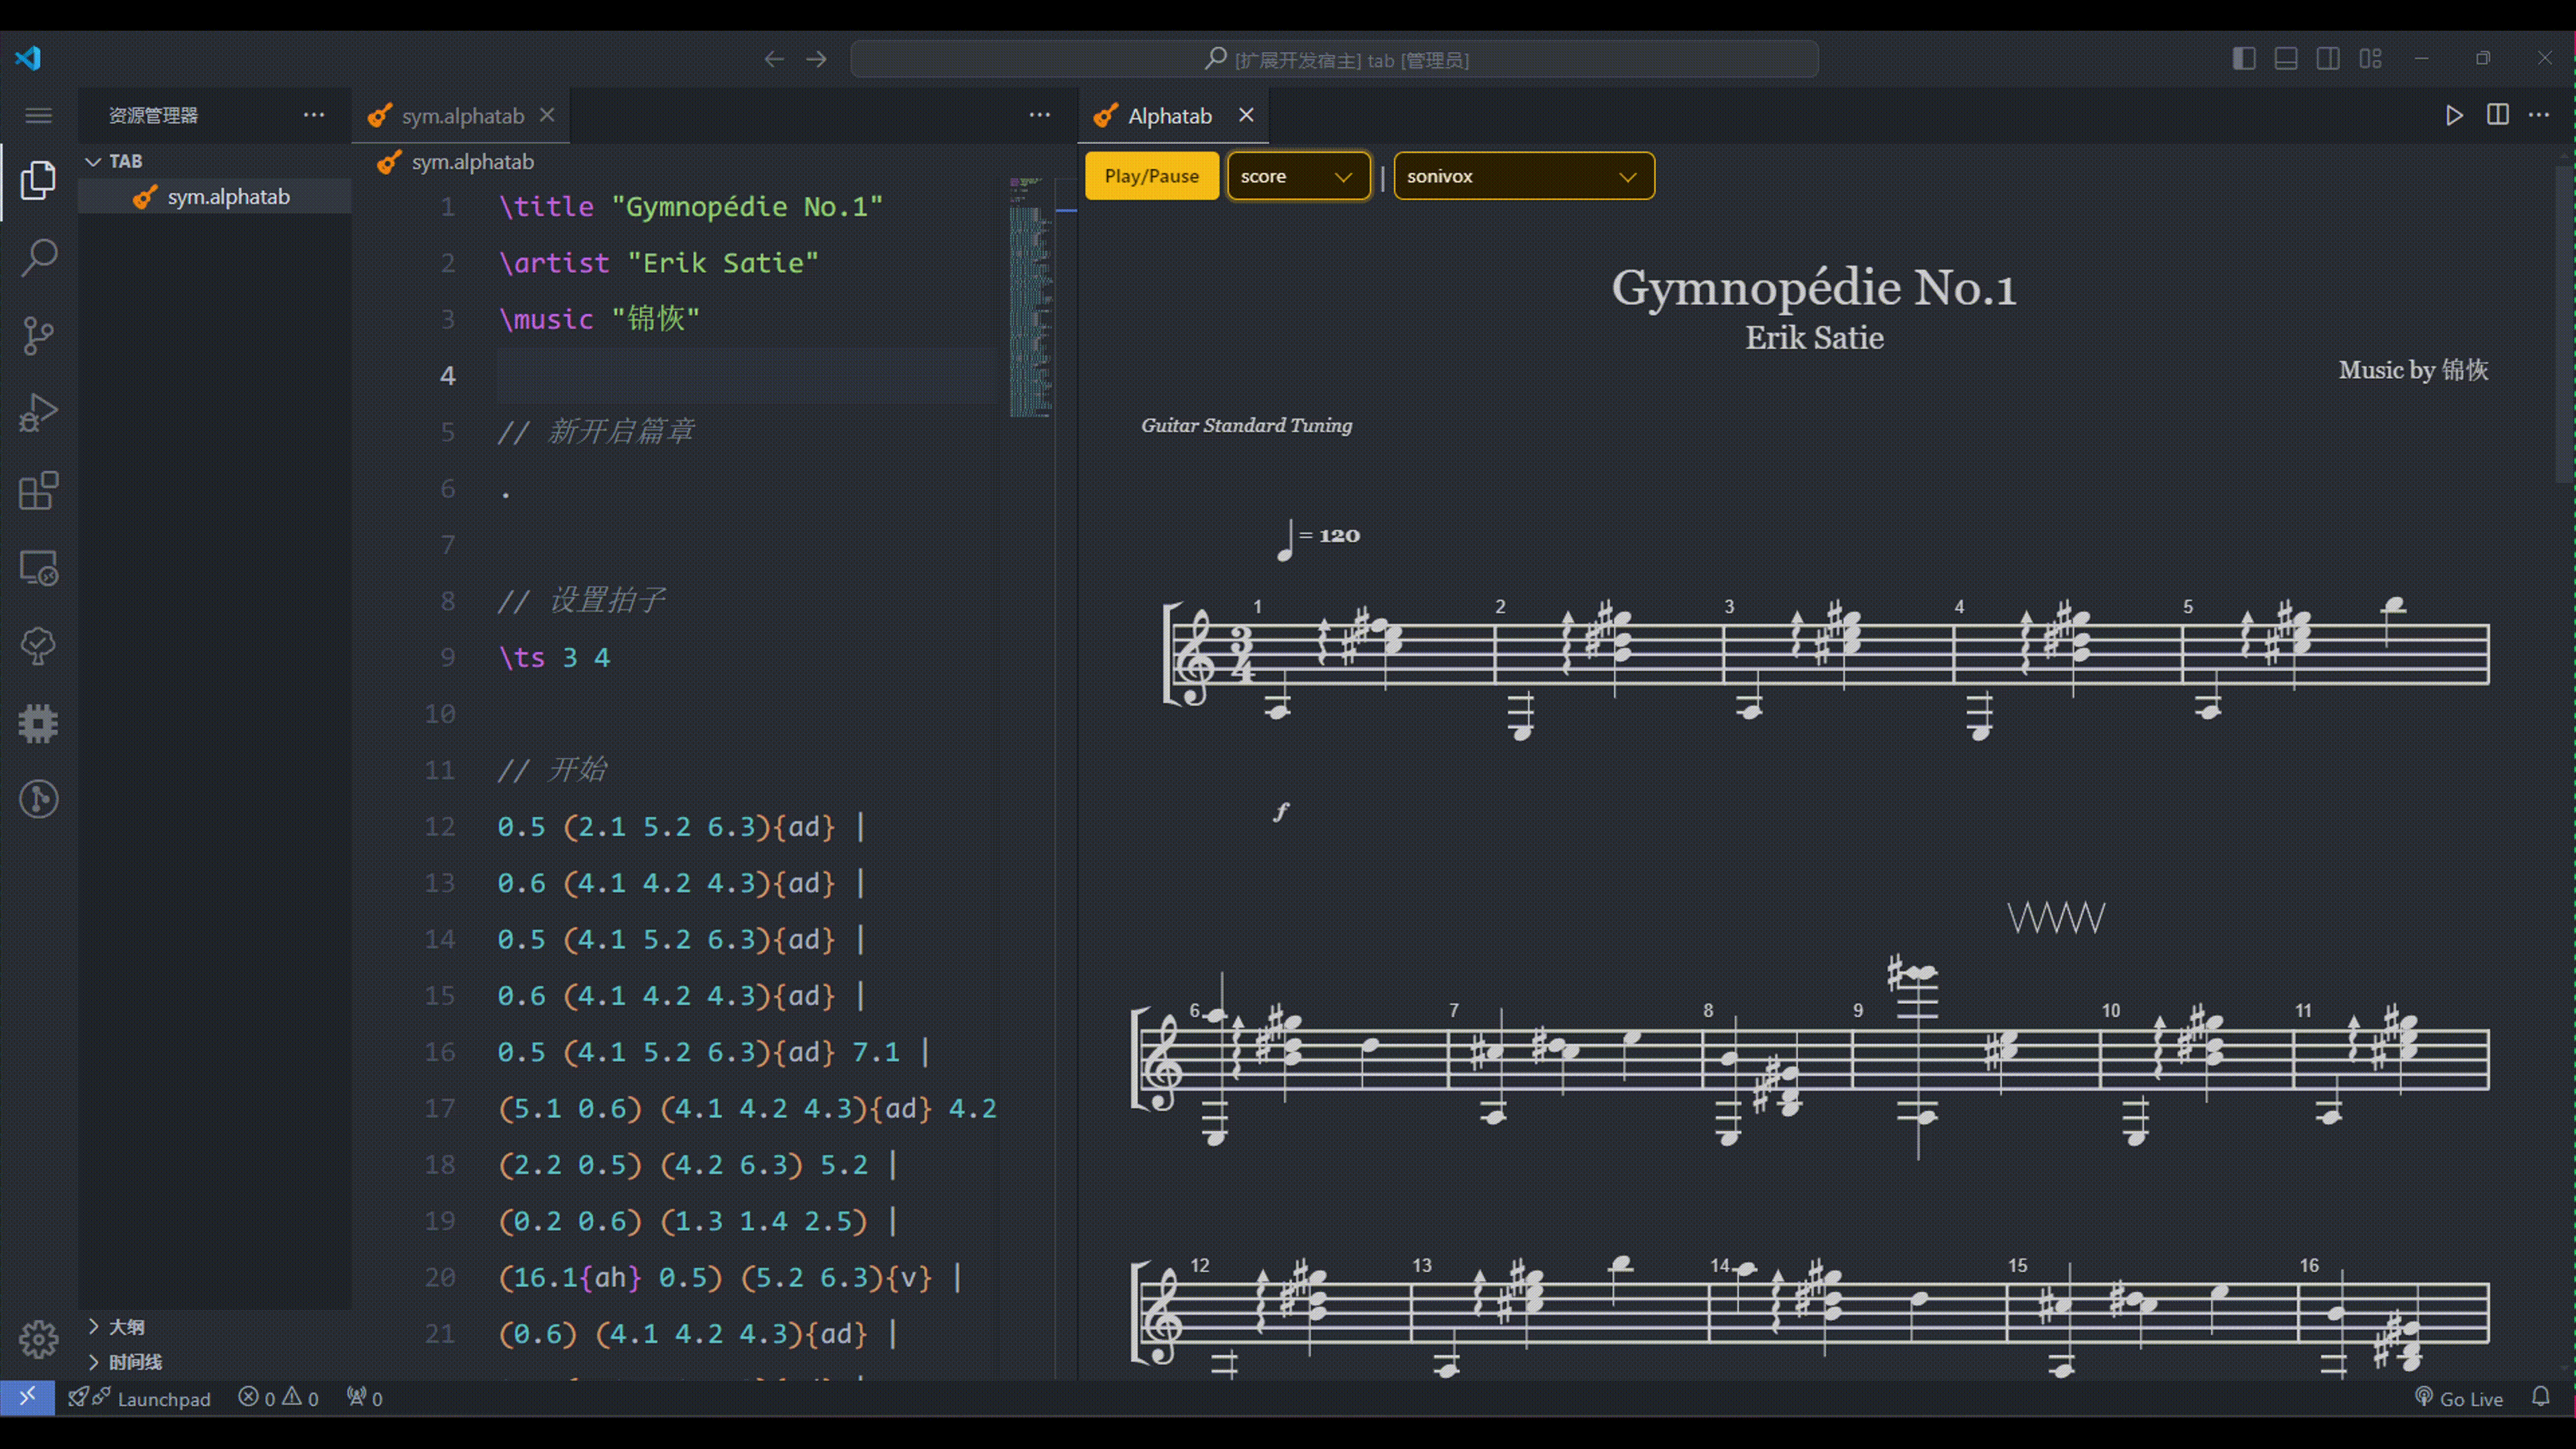 [扩展开发宿主] tab [管理员]
资源管理器
TAB
sym.alphatab
大纲
时间线
sym.alphatab
sym.alphatab
1 \title "Gymnopédie No.1"
2 \artist "Erik Satie"
3 \music "锦恢"
4
5 // 新开启篇章
6 .
7
8 // 设置拍子
9 \ts 3 4
10
11 // 开始
12 0.5 (2.1 5.2 6.3){ad} |
13 0.6 (4.1 4.2 4.3){ad} |
14 0.5 (4.1 5.2 6.3){ad} |
15 0.6 (4.1 4.2 4.3){ad} |
16 0.5 (4.1 5.2 6.3){ad} 7.1 |
17 (5.1 0.6) (4.1 4.2 4.3){ad} 4.2
18 (2.2 0.5) (4.2 6.3) 5.2 |
19 (0.2 0.6) (1.3 1.4 2.5) |
20 (16.1{ah} 0.5) (5.2 6.3){v} |
21 (0.6) (4.1 4.2 4.3){ad} |
Alphatab
Play/Pause score | sonivox
Gymnopédie No.1
Erik Satie
Music by 锦恢
Guitar Standard Tuning
= 120
1 2 3 4 5
3
4
f
6 7 8 9 10 11
12 13 14 15 16
Launchpad 0 0 0 Go Live